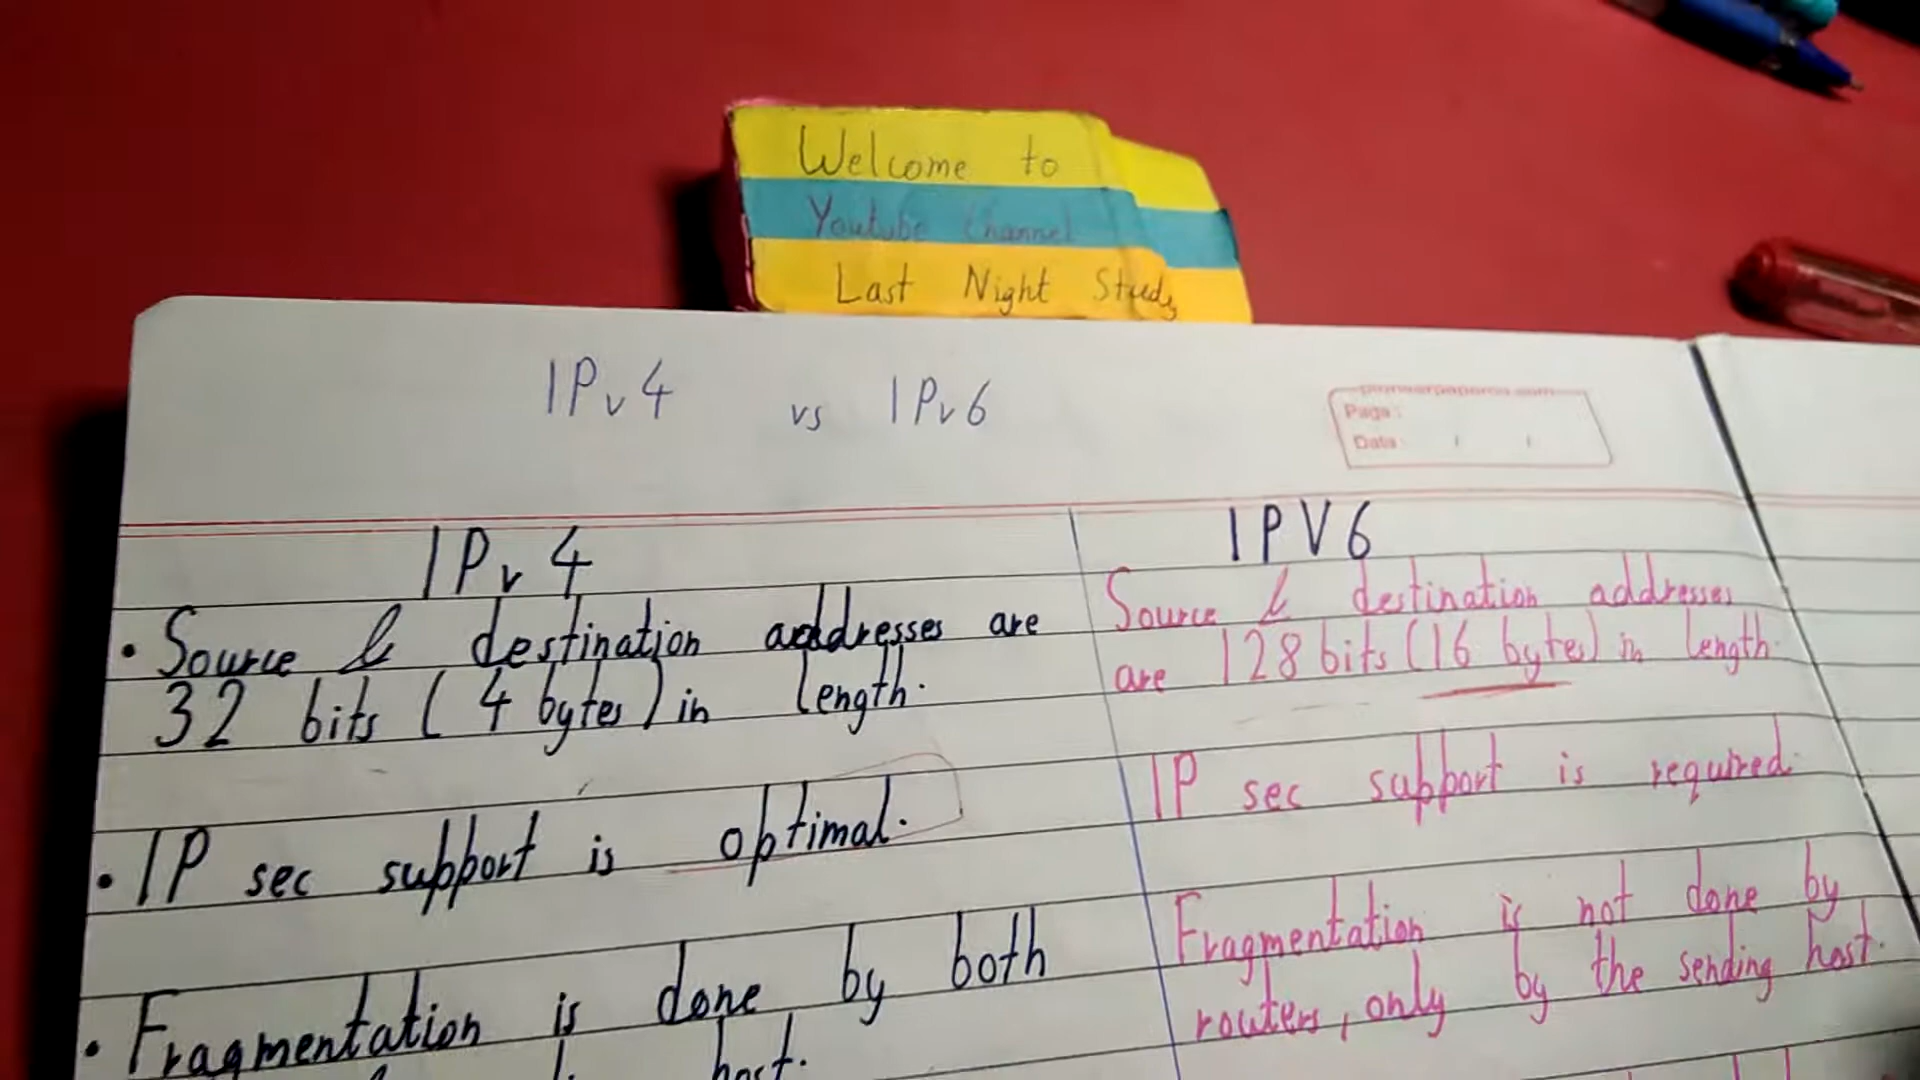 Welcome to
Youtube Channel
Last Night Study
IPv4 vs IPv6
Page :
Date : / /
IPv4
• Source & destination addresses are
32 bits (4 bytes) in length.
• IP sec support is optimal.
• Fragmentation is done by both
host.
IPV6
Source & destination addresses
are 128 bits (16 bytes) in length.
IP sec support is required.
Fragmentation is not done by
routers, only by the sending host.